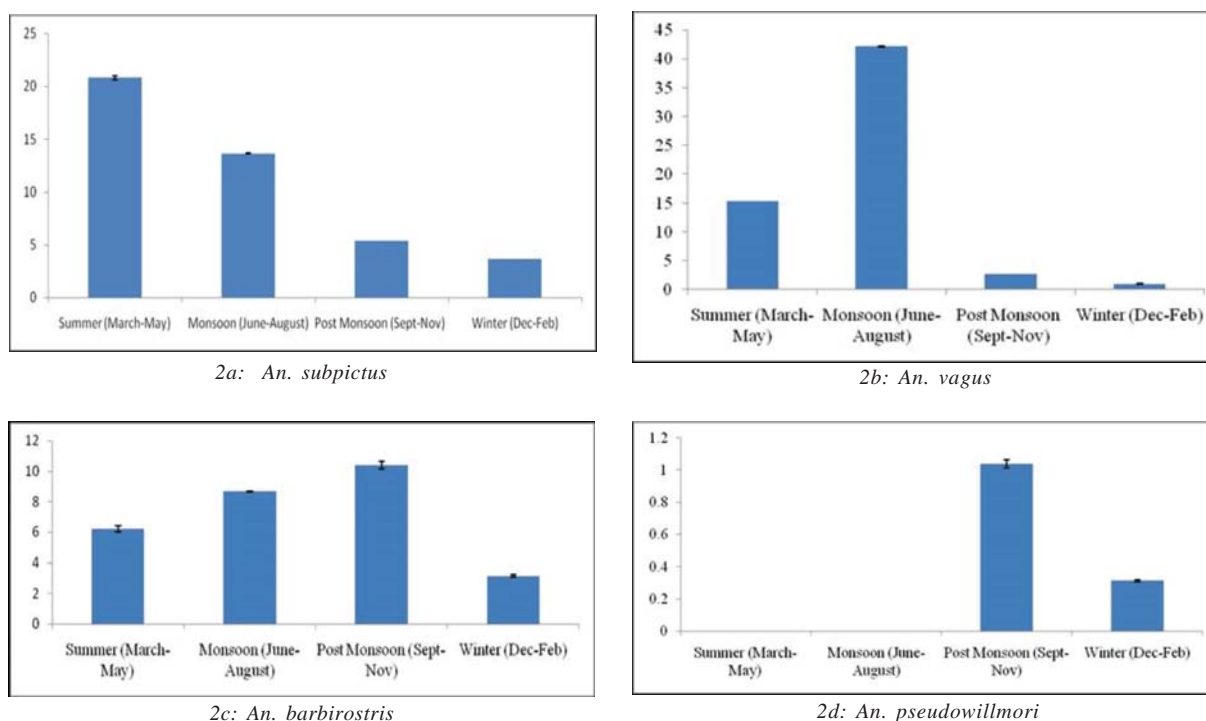 25
20
15
10
5
0
Summer (March-May) Monsoon (June-August) Post Monsoon (Sept-Nov) Winter (Dec-Feb)
2a: An. subpictus
45
40
35
30
25
20
15
10
5
0
Summer (March- Monsoon (June- Post Monsoon Winter (Dec-Feb)
May) August) (Sept-Nov)
2b: An. vagus
12
10
8
6
4
2
0
Summer (March- Monsoon (June- Post Monsoon (Sept- Winter (Dec-Feb)
May) August) Nov)
2c: An. barbirostris
1.2
1
0.8
0.6
0.4
0.2
0
Summer (March- Monsoon (June- Post Monsoon (Sept- Winter (Dec-Feb)
May) August) Nov)
2d: An. pseudowillmori